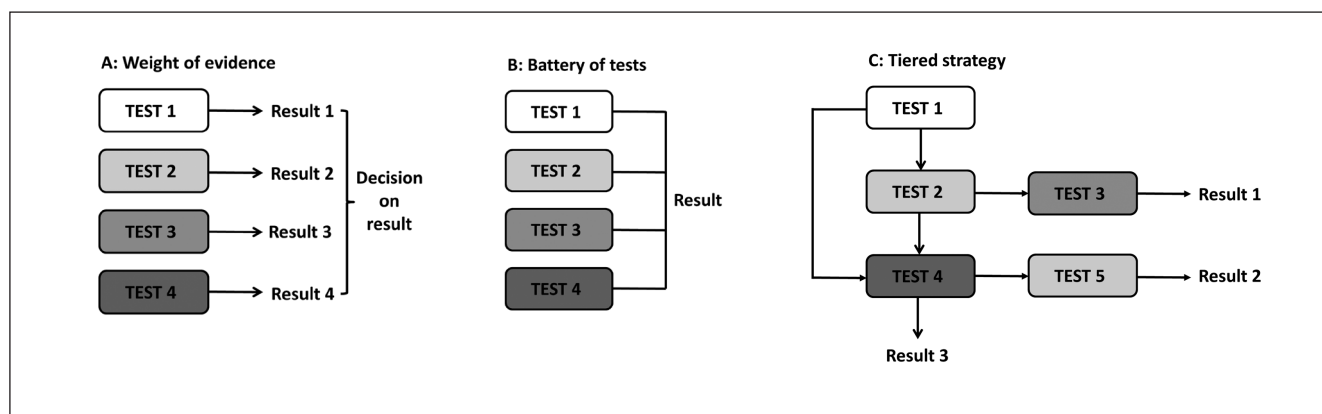 A: Weight of evidence
TEST 1
Result 1
TEST 2
Result 2
TEST 3
Result 3
TEST 4
Result 4
Decision
on
result
B: Battery of tests
TEST 1
TEST 2
TEST 3
TEST 4
Result
C: Tiered strategy
TEST 1
TEST 2
TEST 3
Result 1
TEST 4
TEST 5
Result 2
Result 3